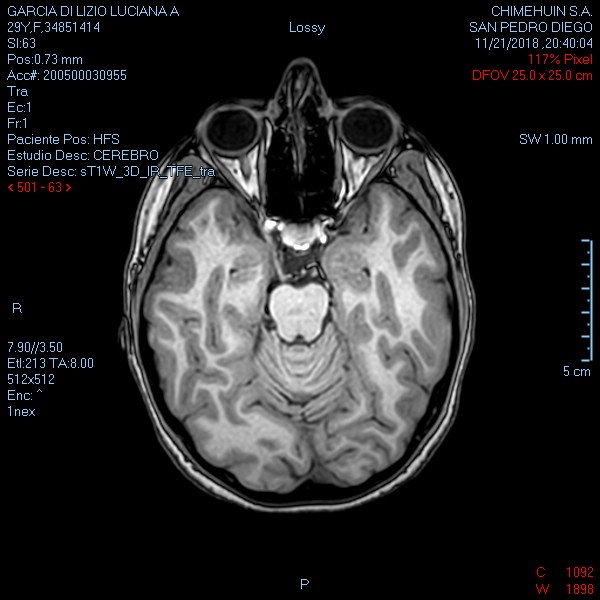 GARCIA DI LIZIO LUCIANA A
29Y,F,34851414
Sl:63
Pos:0.73 mm
Acc#: 200500030955
Tra
Ec:1
Fr:1
Paciente Pos: HFS
Estudio Desc: CEREBRO
Serie Desc: sT1W_3D_IR_TFE_tra
< 501 - 63 >
Lossy
CHIMEHUIN S.A.
SAN PEDRO DIEGO
11/21/2018 ,20:40:04
117% Pixel
DFOV 25.0 x 25.0 cm
SW 1.00 mm
R
7.90//3.50
Etl:213 TA:8.00
512x512
Enc: ^
1nex
5 cm
P
C 1092
W 1898